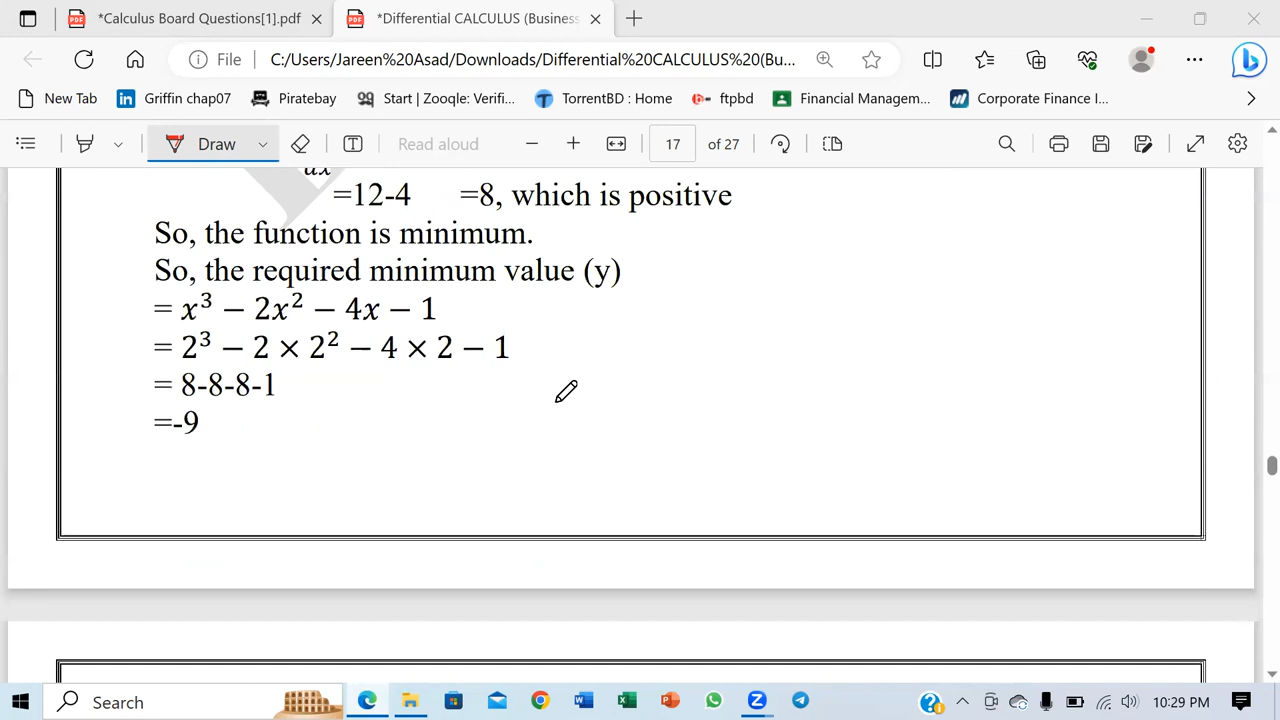 *Calculus Board Questions[1].pdf
*Differential CALCULUS (Business
File
C:/Users/Jareen%20Asad/Downloads/Differential%20CALCULUS%20(Bu...
New Tab
Griffin chap07
Piratebay
Start | Zooqle: Verifi...
TorrentBD : Home
ftpbd
Financial Managem...
Corporate Finance I...
Draw
Read aloud
17 of 27
dx
=12-4 =8, which is positive
So, the function is minimum.
So, the required minimum value (y)
= x³ − 2x² − 4x − 1
= 2³ − 2 × 2² − 4 × 2 − 1
= 8-8-8-1
=-9
Search
10:29 PM